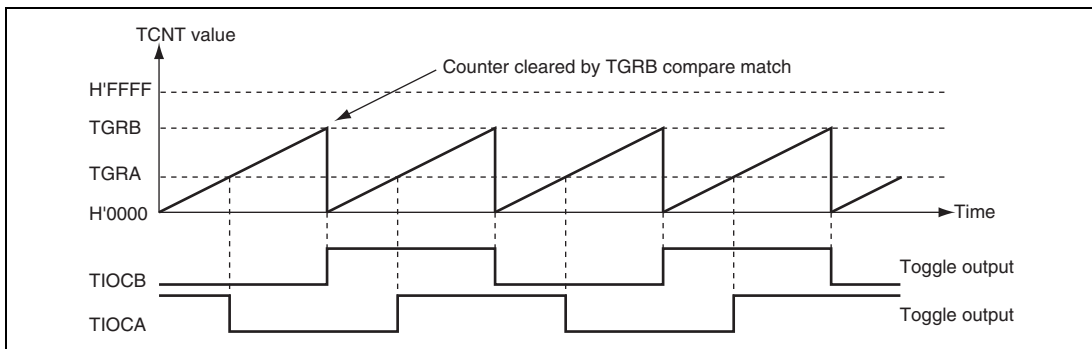 TCNT value
Counter cleared by TGRB compare match
H'FFFF
TGRB
TGRA
H'0000
Time
TIOCB
Toggle output
TIOCA
Toggle output